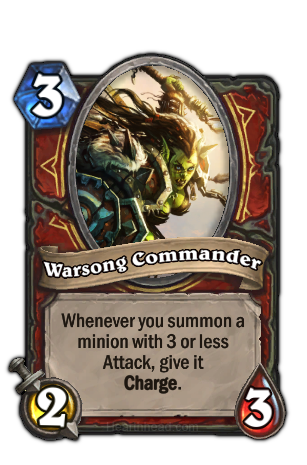 3
Warsong Commander
Whenever you summon a
minion with 3 or less
Attack, give it
Charge.
2
3